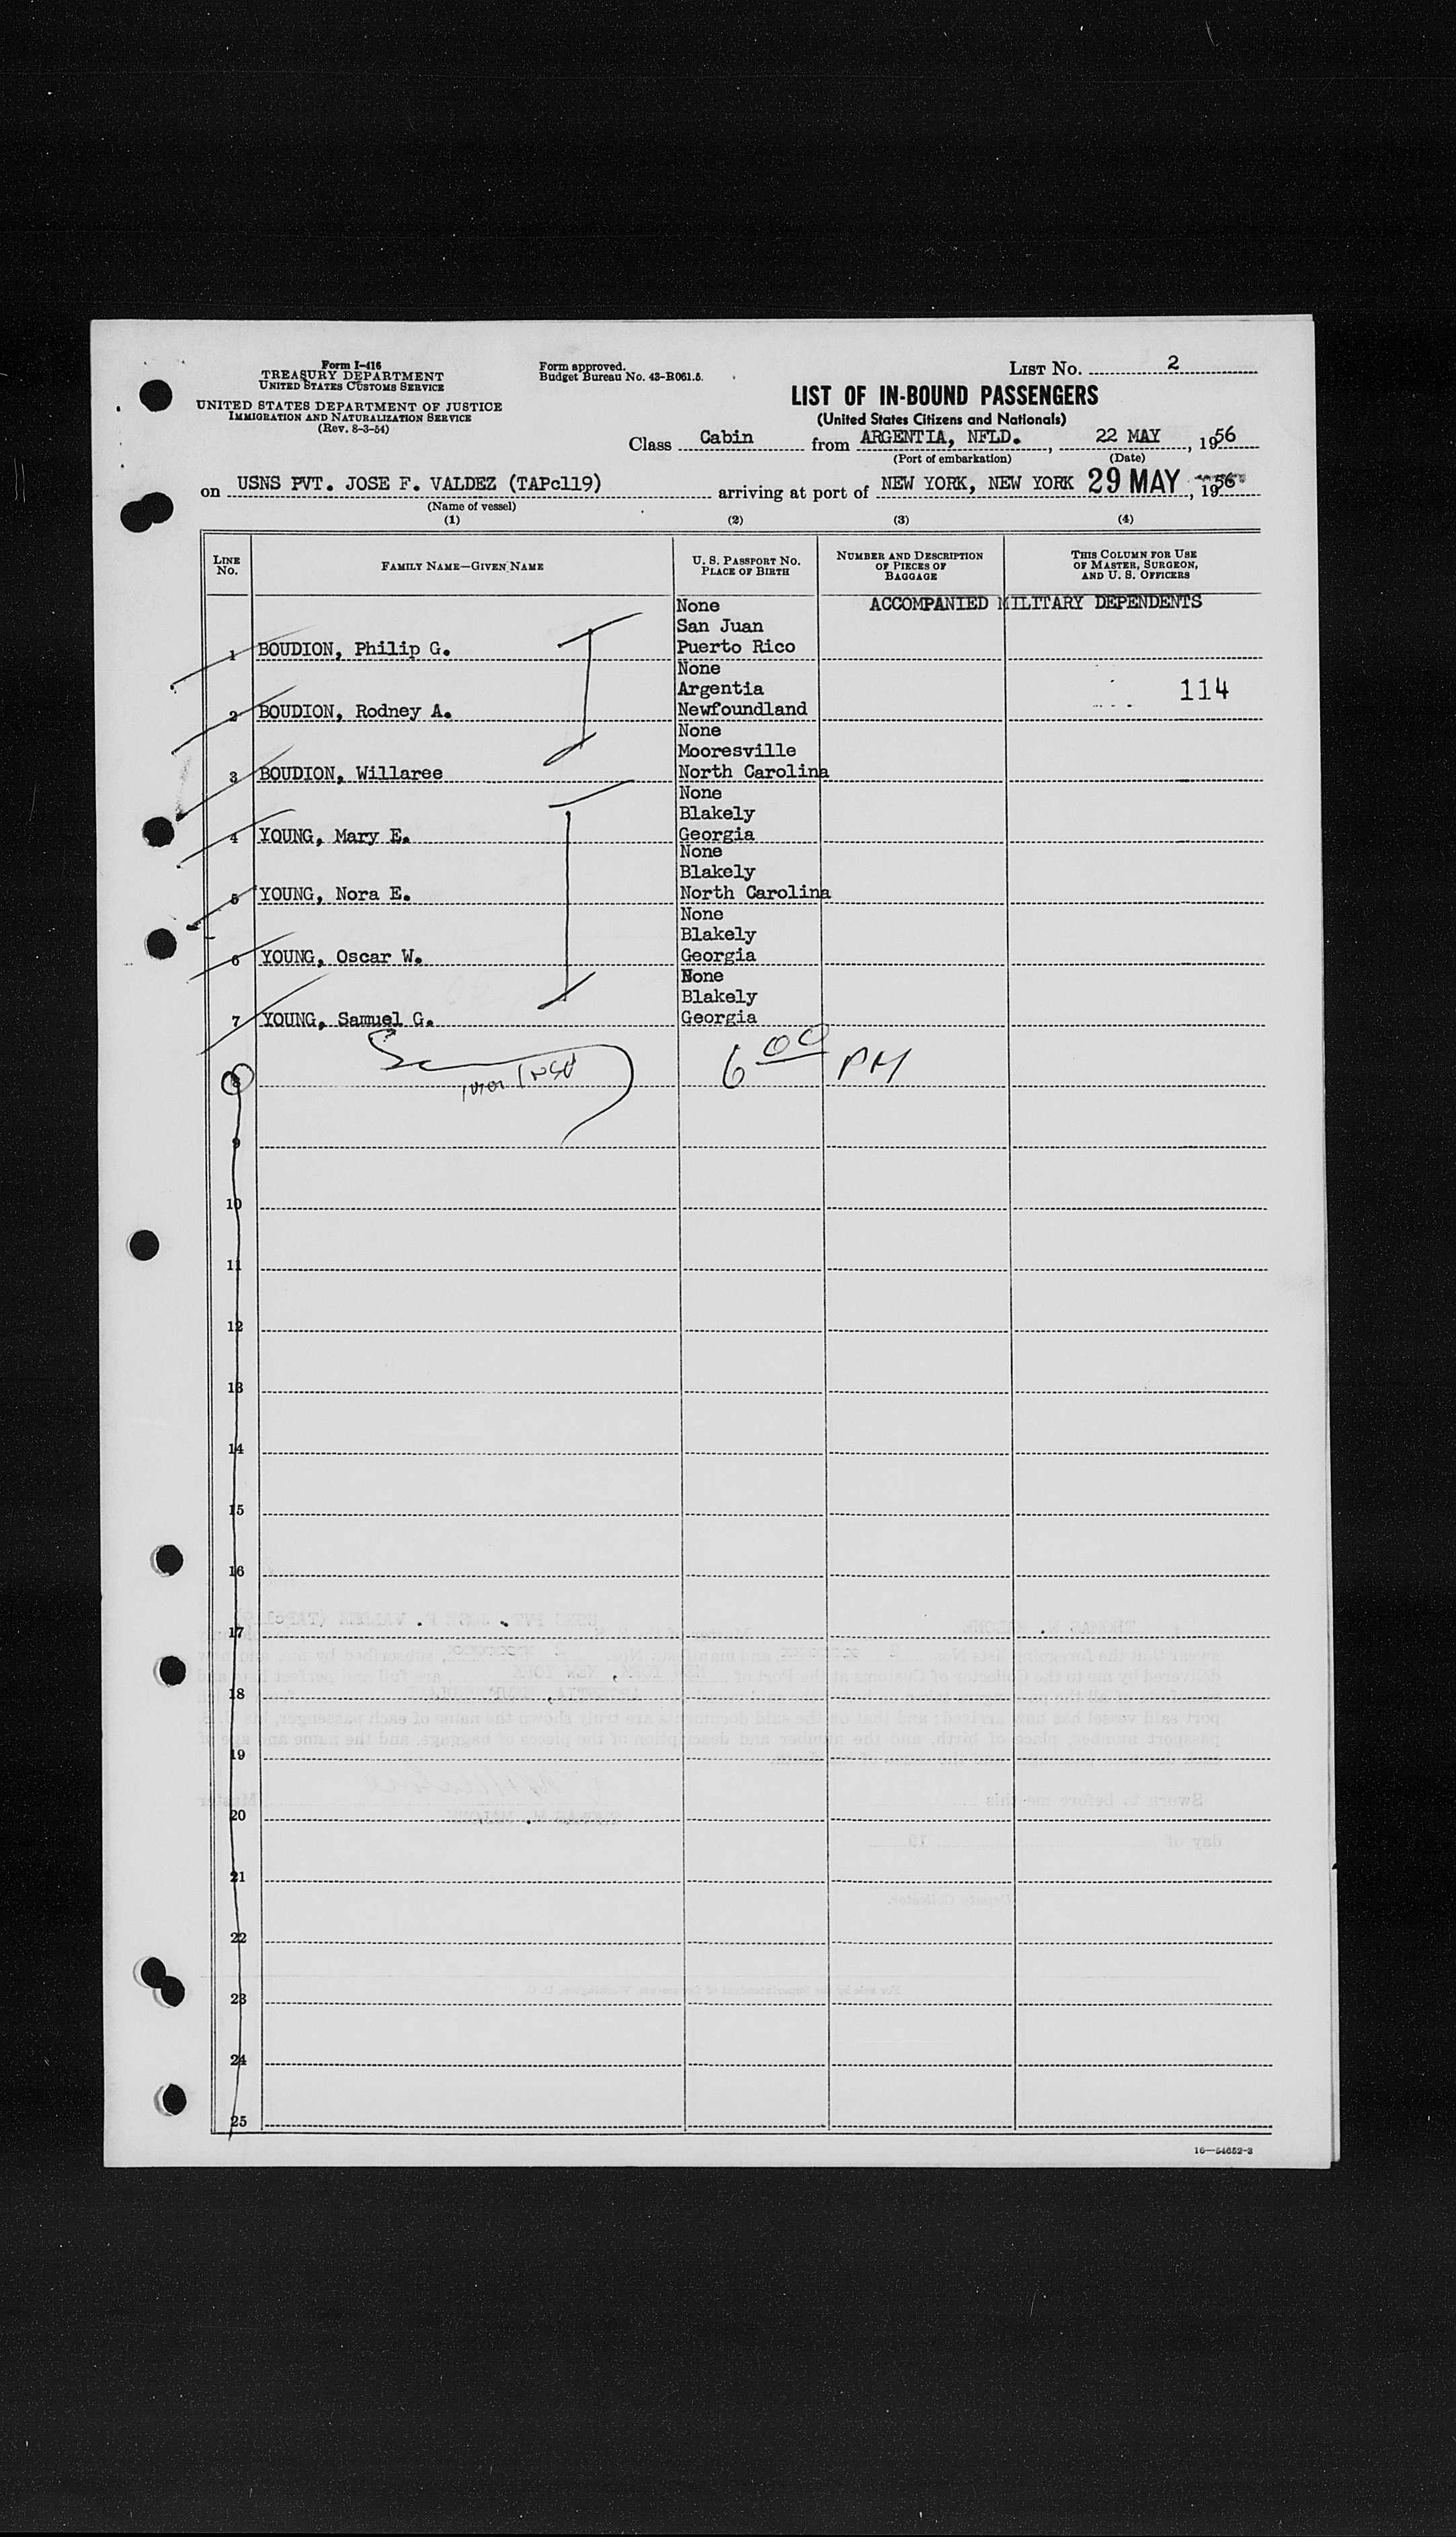 Form I-416
TREASURY DEPARTMENT
UNITED STATES CUSTOMS SERVICE
UNITED STATES DEPARTMENT OF JUSTICE
IMMIGRATION AND NATURALIZATION SERVICE
(Rev. 8-3-54)
Form approved.
Budget Bureau No. 43-R061.5.
LIST NO. 2
LIST OF IN-BOUND PASSENGERS
(United States Citizens and Nationals)
Class Cabin from ARGENTIA, NFLD., 22 MAY, 1956
(Port of embarkation) (Date)
on USNS PVT. JOSE F. VALDEZ (TAPc119) arriving at port of NEW YORK, NEW YORK 29 MAY, 1956
(Name of vessel)
(1) (2) (3) (4)
LINE NO.
FAMILY NAME—GIVEN NAME
U. S. PASSPORT NO.
PLACE OF BIRTH
NUMBER AND DESCRIPTION
OF PIECES OF
BAGGAGE
THIS COLUMN FOR USE
OF MASTER, SURGEON,
AND U. S. OFFICERS
ACCOMPANIED MILITARY DEPENDENTS
None
San Juan
1 BOUDION, Philip G. Puerto Rico
None
Argentia
114
2 BOUDION, Rodney A. Newfoundland
None
Mooresville
3 BOUDION, Willaree North Carolina
None
Blakely
4 YOUNG, Mary E. Georgia
None
Blakely
5 YOUNG, Nora E. North Carolina
None
Blakely
6 YOUNG, Oscar W. Georgia
None
Blakely
7 YOUNG, Samuel G. Georgia
6 00 PM
8
9
10
11
12
13
14
15
16
17
18
19
20
21
22
23
24
25
16—54652-3